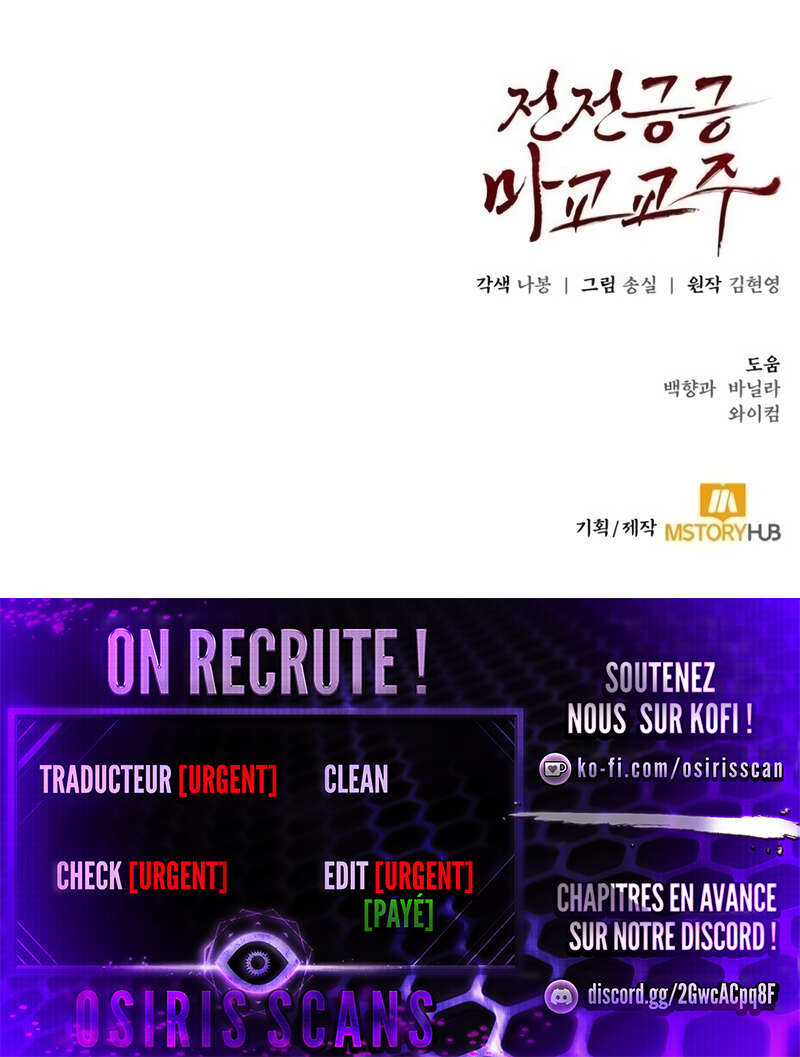 전전긍긍
마교교주
각색 나봉 | 그림 송실 | 원작 김현영
도움
백향과 바닐라
와이컴
기획/제작 MSTORYHUB
ON RECRUTE !
TRADUCTEUR [URGENT]
CLEAN
CHECK [URGENT]
EDIT [URGENT]
[PAYÉ]
OSIRIS SCANS
SOUTENEZ
NOUS SUR KOFI !
ko-fi.com/osirisscan
CHAPITRES EN AVANCE
SUR NOTRE DISCORD !
discord.gg/2GwcACpq8F